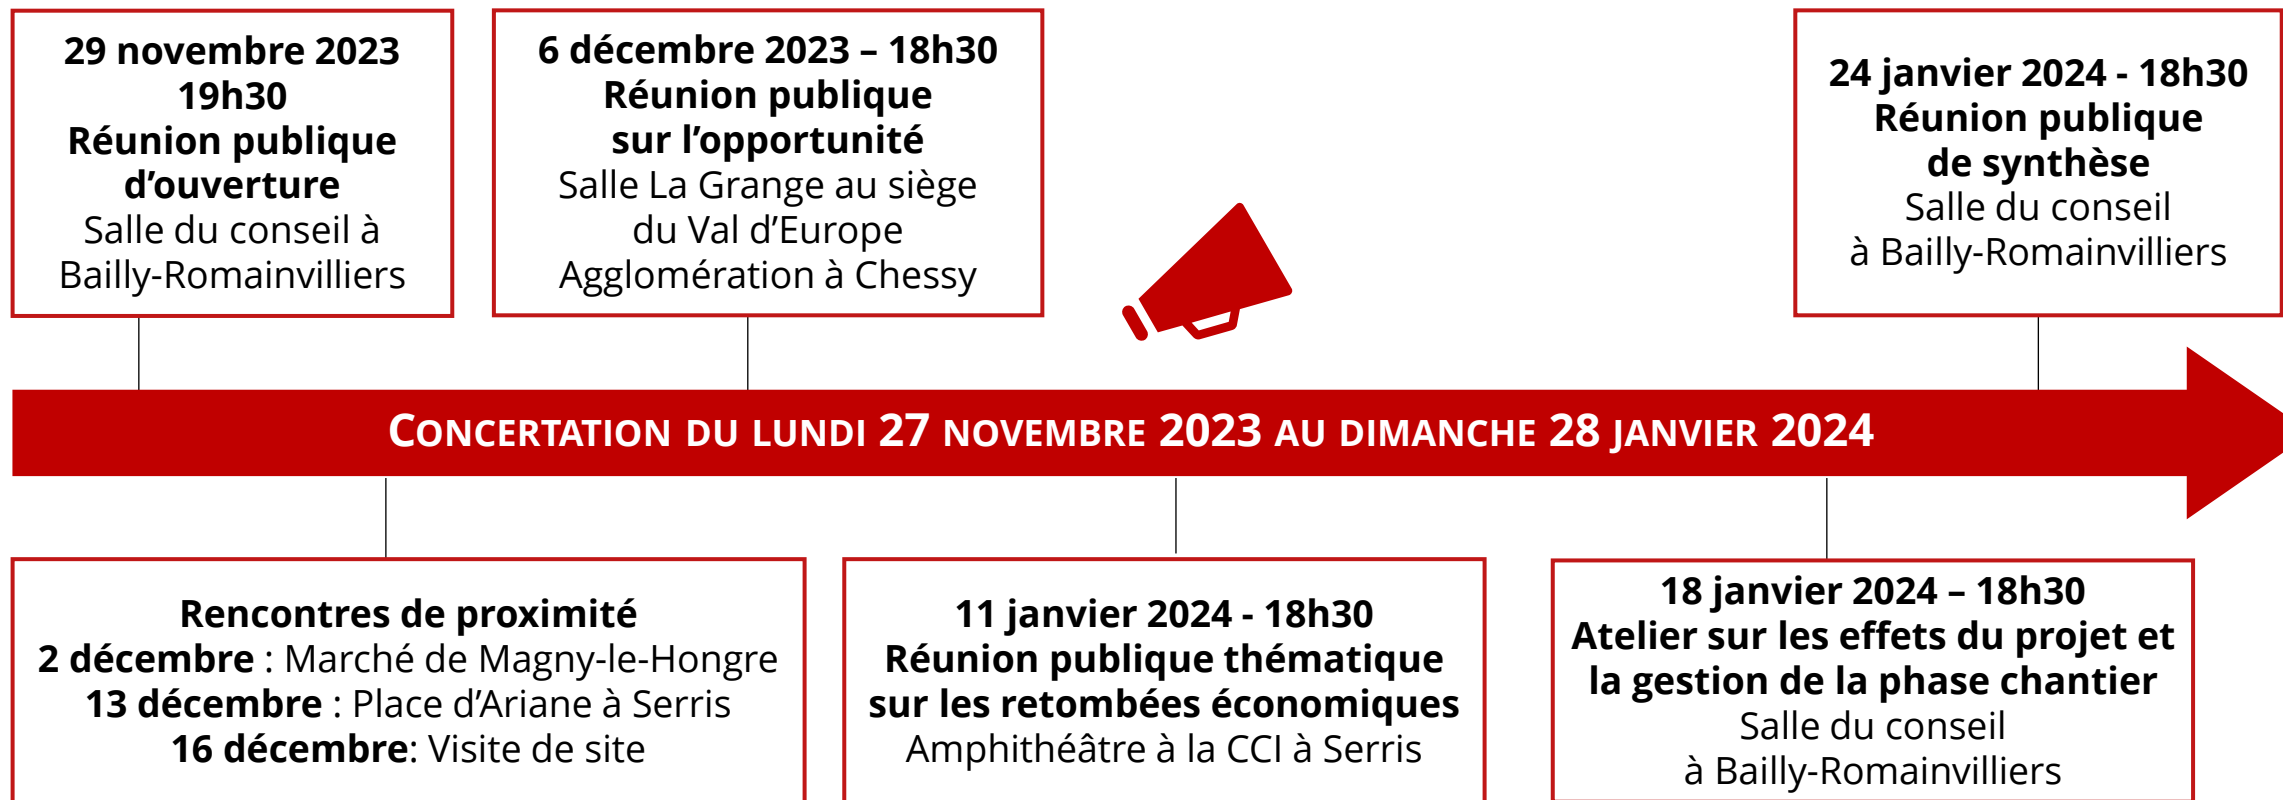 29 novembre 2023
19h30
Réunion publique
d’ouverture
Salle du conseil à
Bailly-Romainvilliers
6 décembre 2023 – 18h30
Réunion publique
sur l’opportunité
Salle La Grange au siège
du Val d’Europe
Agglomération à Chessy
24 janvier 2024 - 18h30
Réunion publique
de synthèse
Salle du conseil
à Bailly-Romainvilliers
Concertation du lundi 27 novembre 2023 au dimanche 28 janvier 2024
Rencontres de proximité
2 décembre : Marché de Magny-le-Hongre
13 décembre : Place d’Ariane à Serris
16 décembre: Visite de site
11 janvier 2024 - 18h30
Réunion publique thématique
sur les retombées économiques
Amphithéâtre à la CCI à Serris
18 janvier 2024 – 18h30
Atelier sur les effets du projet et
la gestion de la phase chantier
Salle du conseil
à Bailly-Romainvilliers